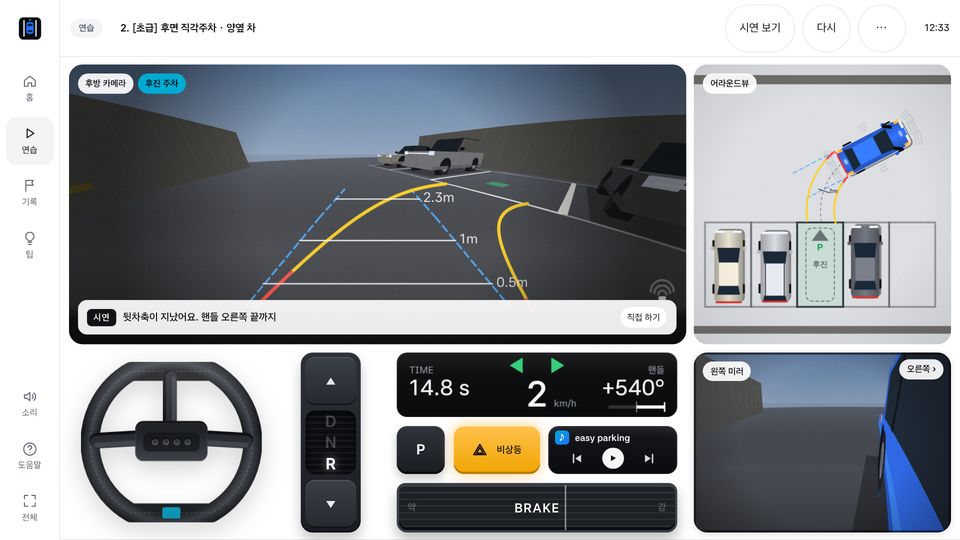 연습
2. [초급] 후면 직각주차 · 양옆 차
시연 보기
다시
12:33
홈
연습
기록
팁
소리
도움말
전체
후방 카메라
후진 주차
2.3m
1m
0.5m
시연
뒷차축이 지났어요. 핸들 오른쪽 끝까지
직접 하기
어라운드뷰
P
후진
D
N
R
TIME
14.8 s
2
km/h
핸들
+540°
P
비상등
easy parking
약
BRAKE
강
왼쪽 미러
오른쪽 ›